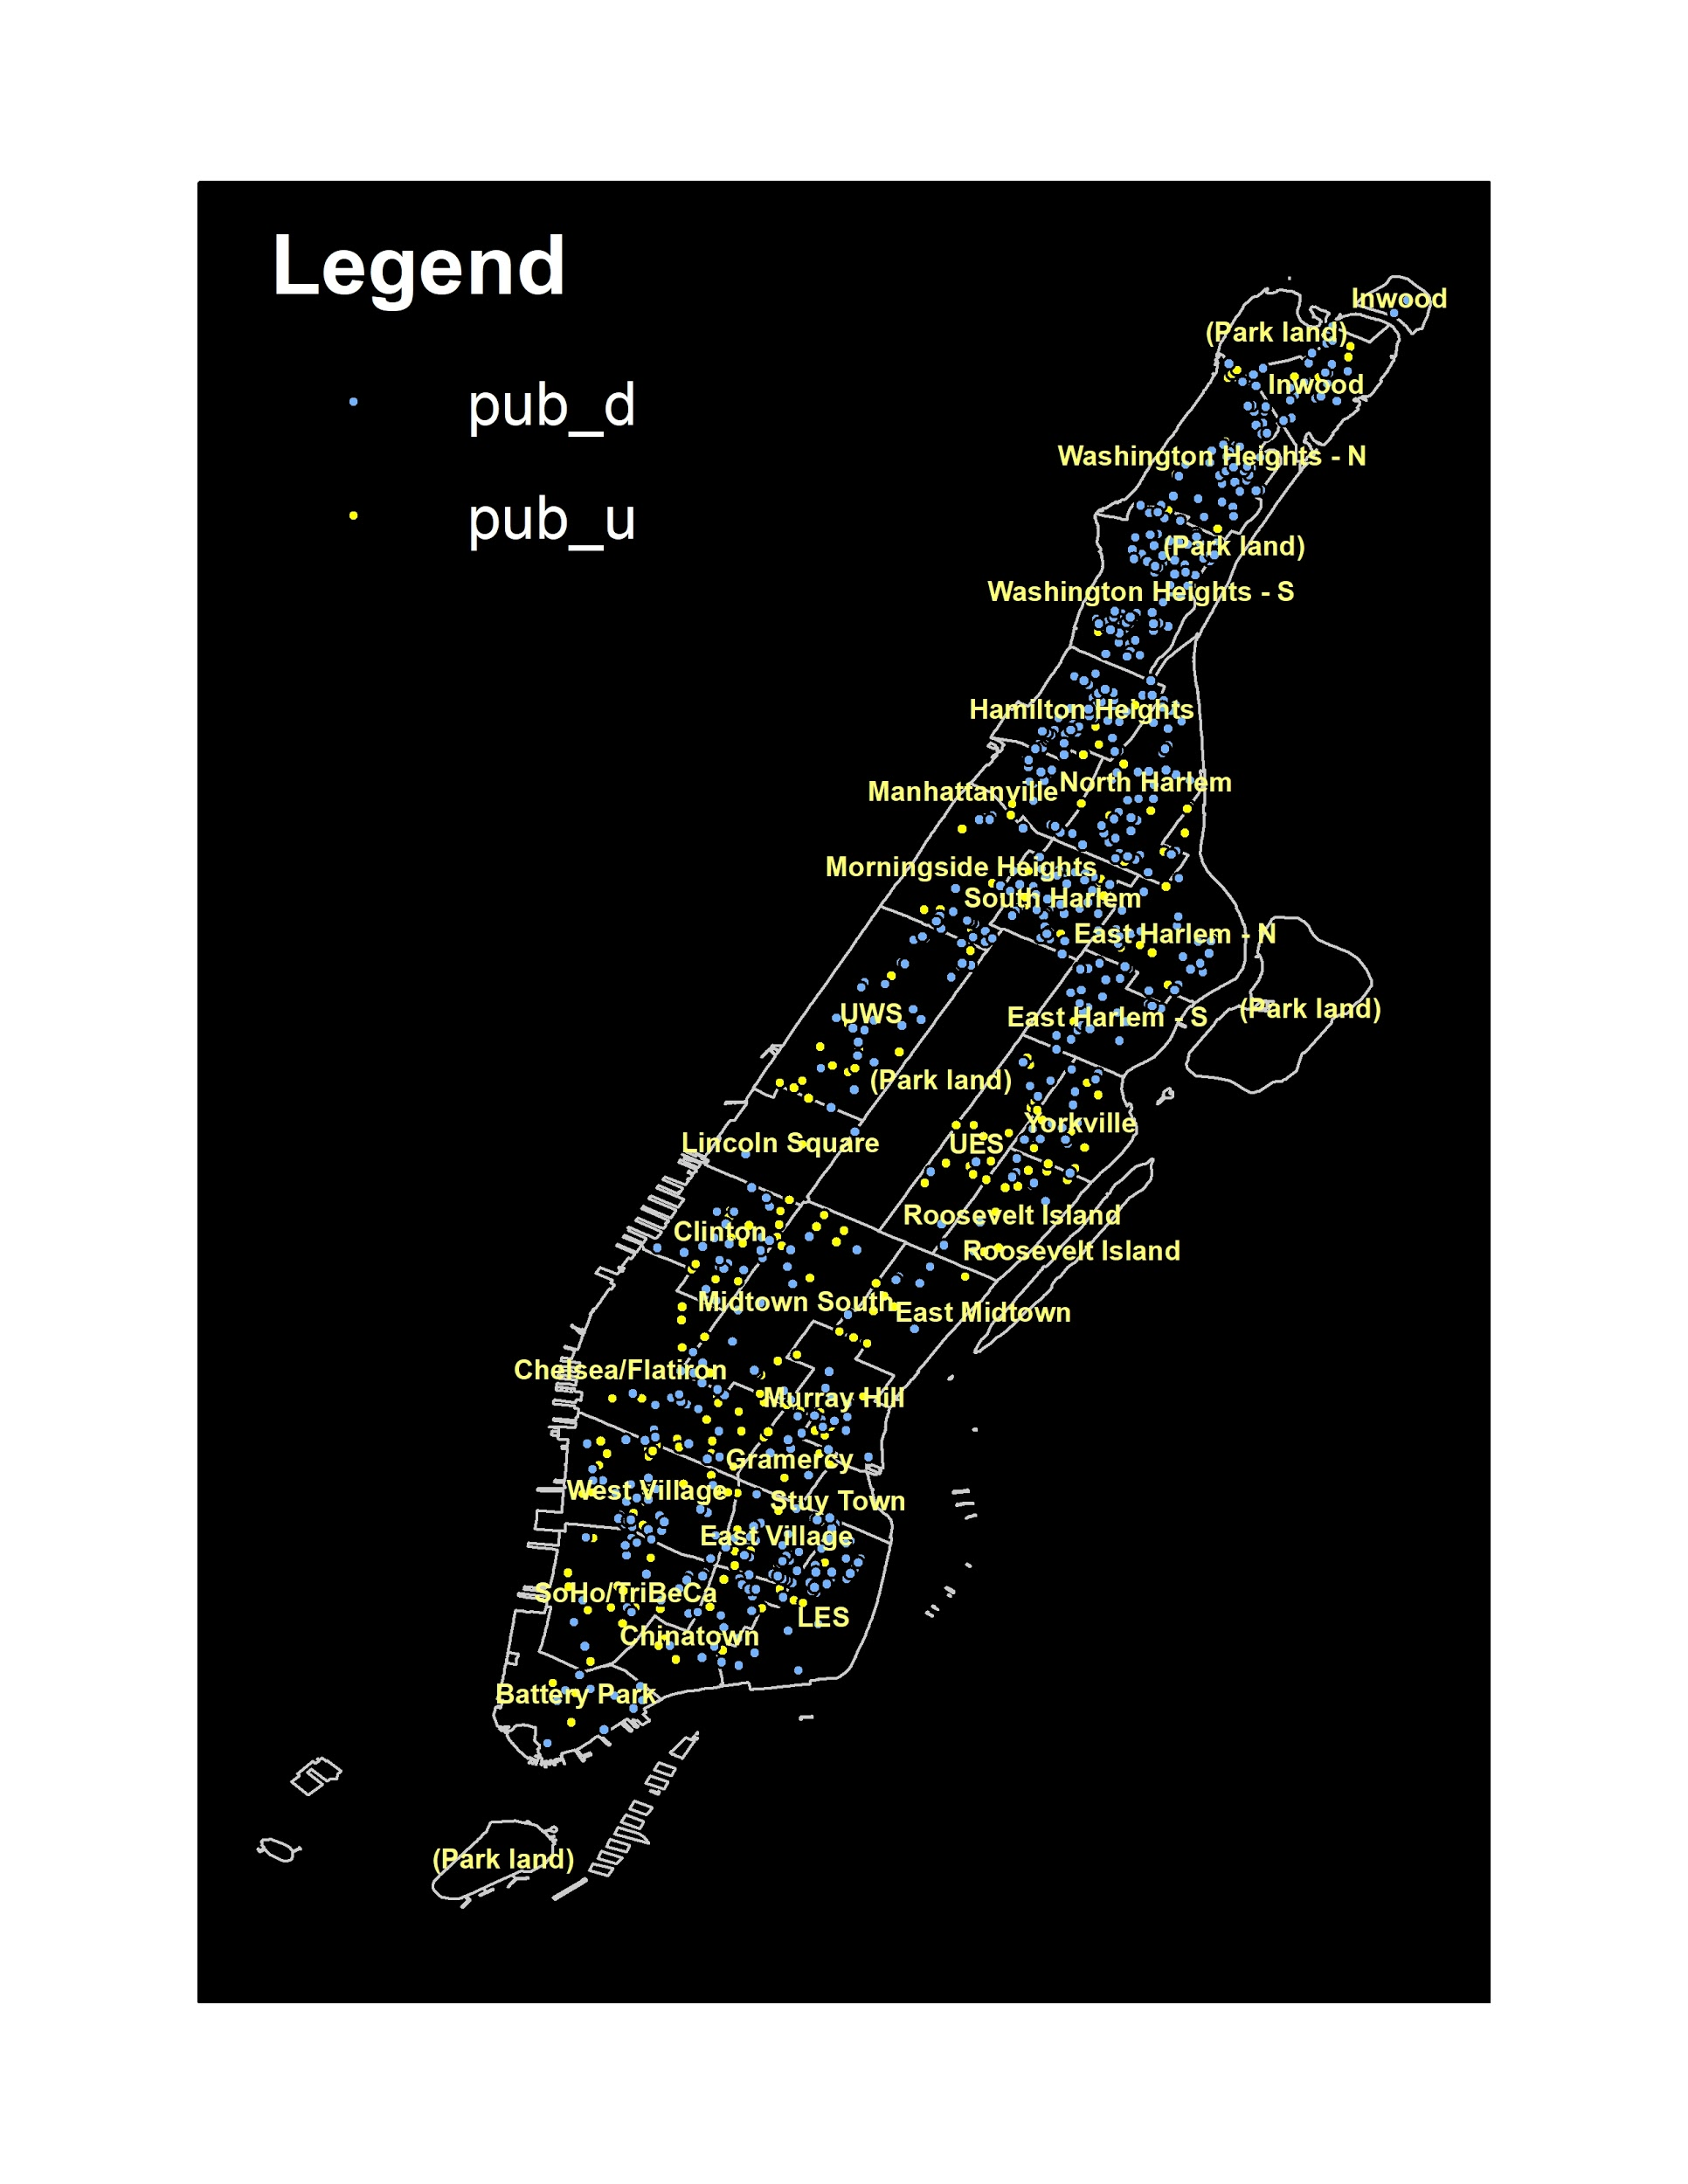 Legend
pub_d
pub_u
Inwood
(Park land)
Inwood
Washington Heights - N
(Park land)
Washington Heights - S
Hamilton Heights
North Harlem
Manhattanville
Morningside Heights
South Harlem
East Harlem - N
(Park land)
UWS
East Harlem - S
(Park land)
Yorkville
Lincoln Square
UES
Roosevelt Island
Clinton
Roosevelt Island
Midtown South
East Midtown
Chelsea/Flatiron
Murray Hill
Gramercy
West Village
Stuy Town
East Village
SoHo/TriBeCa
LES
Chinatown
Battery Park
(Park land)